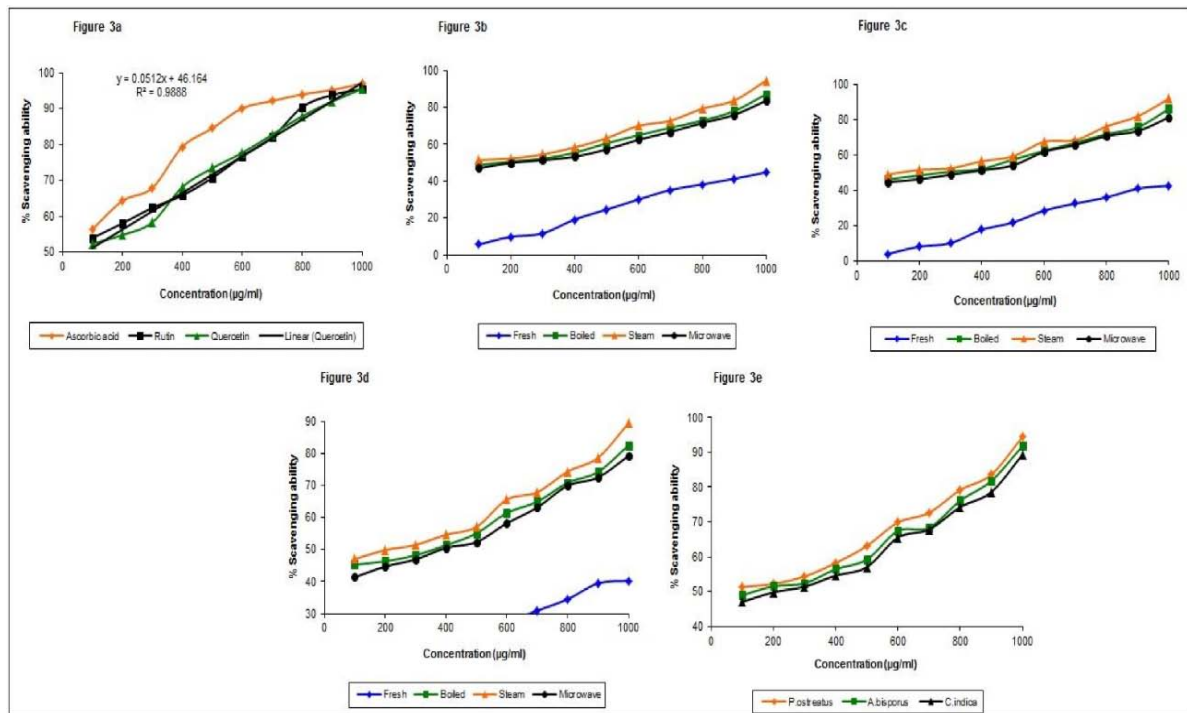 Figure 3a
y = 0.0512x + 46.164
R² = 0.9888
% Scavenging ability
100
90
80
70
60
50
0 200 400 600 800 1000
Concentration (µg/ml)
Ascorbic acid Rutin Quercetin Linear (Quercetin)
Figure 3b
% Scavenging ability
100
80
60
40
20
0
0 200 400 600 800 1000
Concentration (µg/ml)
Fresh Boiled Steam Microwave
Figure 3c
% Scavenging ability
100
80
60
40
20
0
0 200 400 600 800 1000
Concentration (µg/ml)
Fresh Boiled Steam Microwave
Figure 3d
% Scavenging ability
90
80
70
60
50
40
30
0 200 400 600 800 1000
Concentration (µg/ml)
Fresh Boiled Steam Microwave
Figure 3e
% Scavenging ability
100
90
80
70
60
50
40
0 200 400 600 800 1000
Concentration (µg/ml)
P.ostreatus A.bisporus C.indica